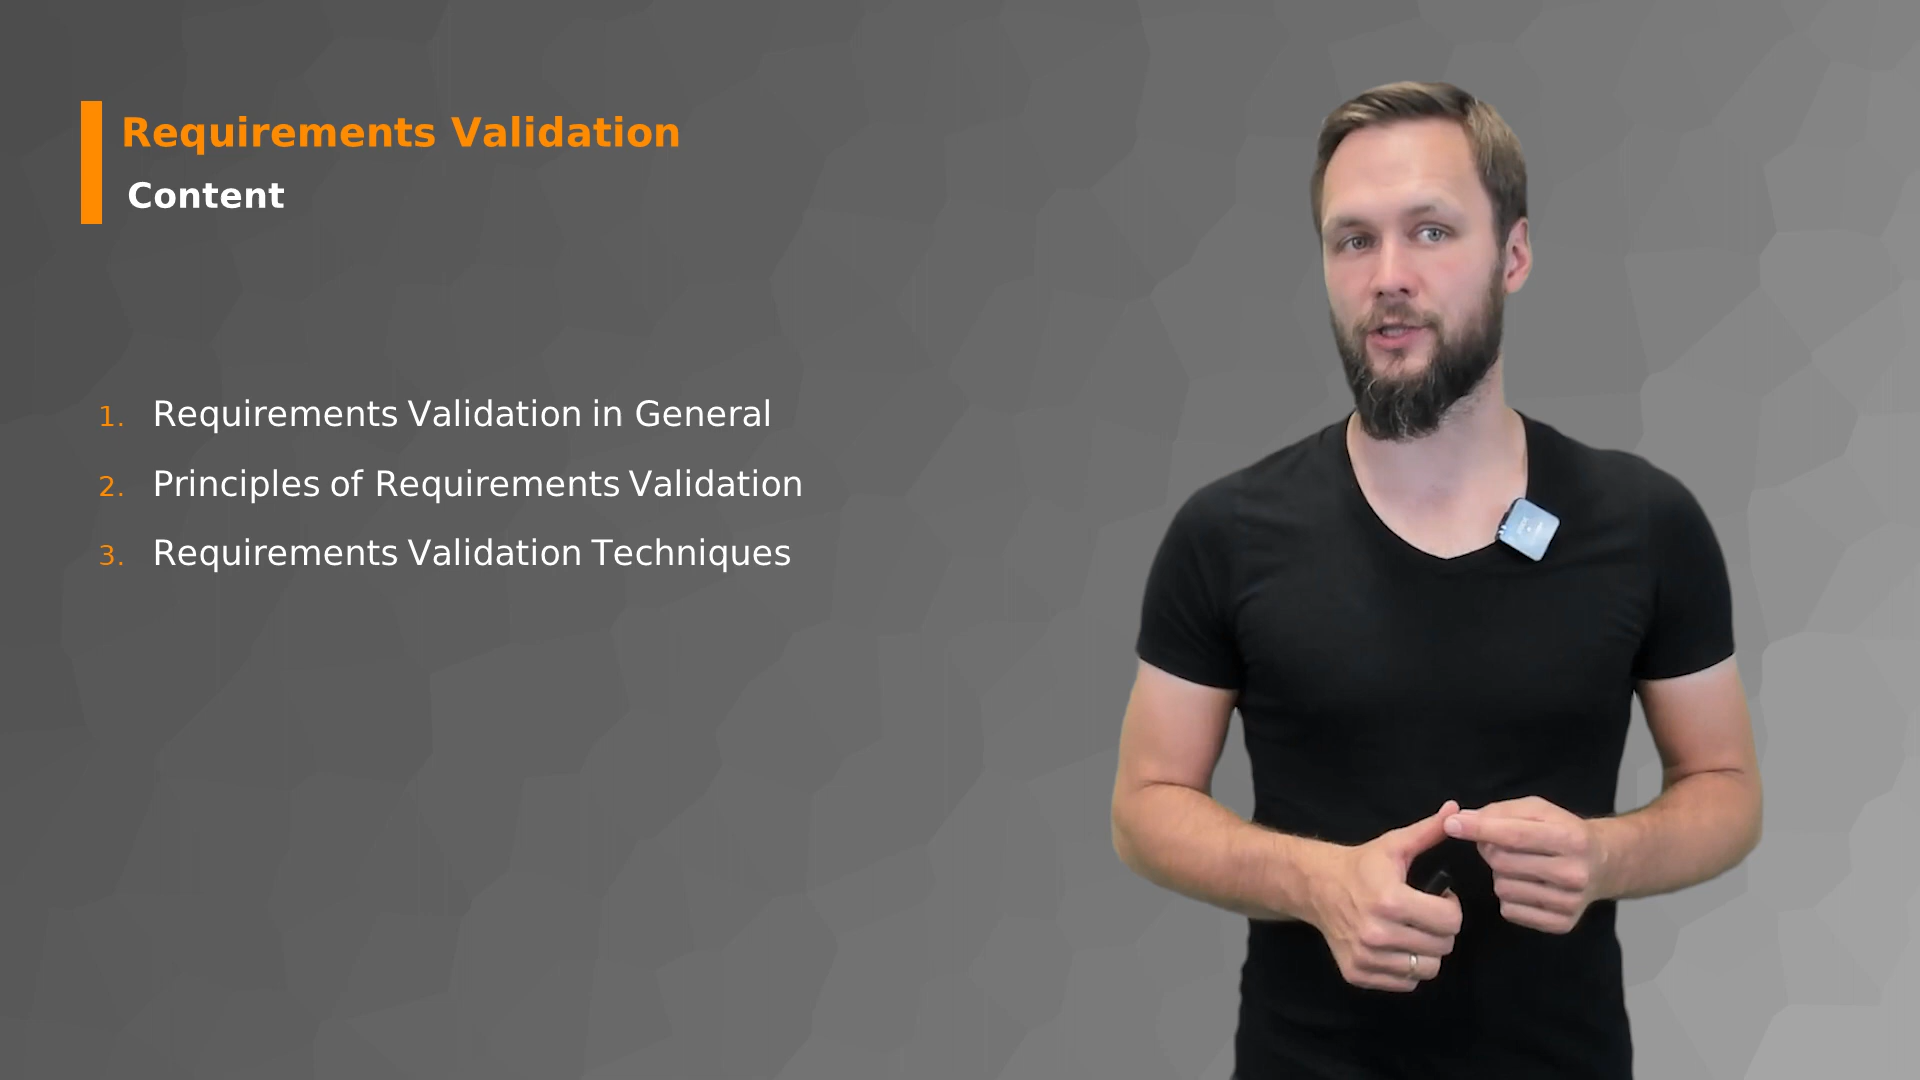 Requirements Validation
Content
1. Requirements Validation in General
2. Principles of Requirements Validation
3. Requirements Validation Techniques